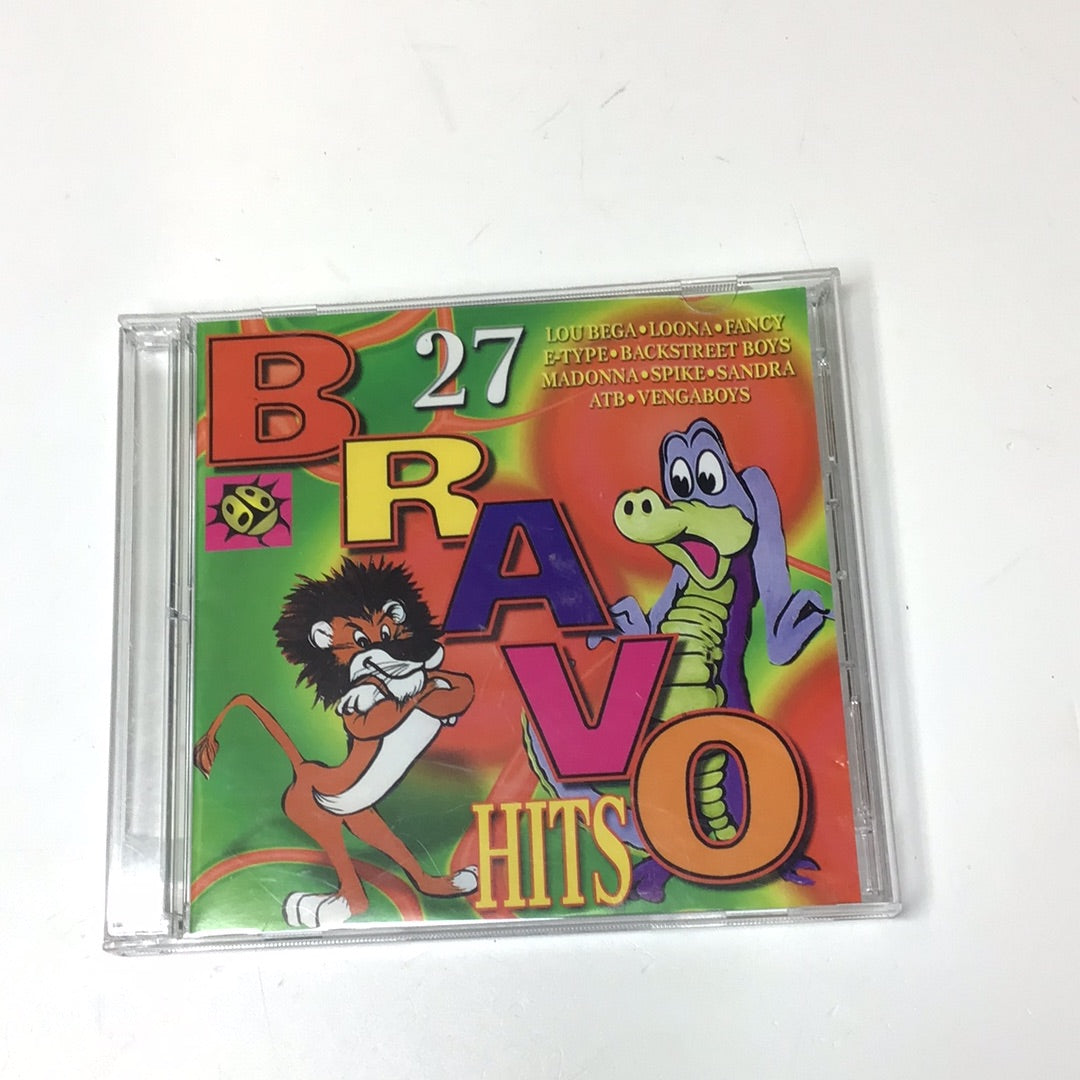 BRAVO
27
LOU BEGA•LOONA•FANCY
E-TYPE•BACKSTREET BOYS
MADONNA•SPIKE•SANDRA
ATB•VENGABOYS
HITS